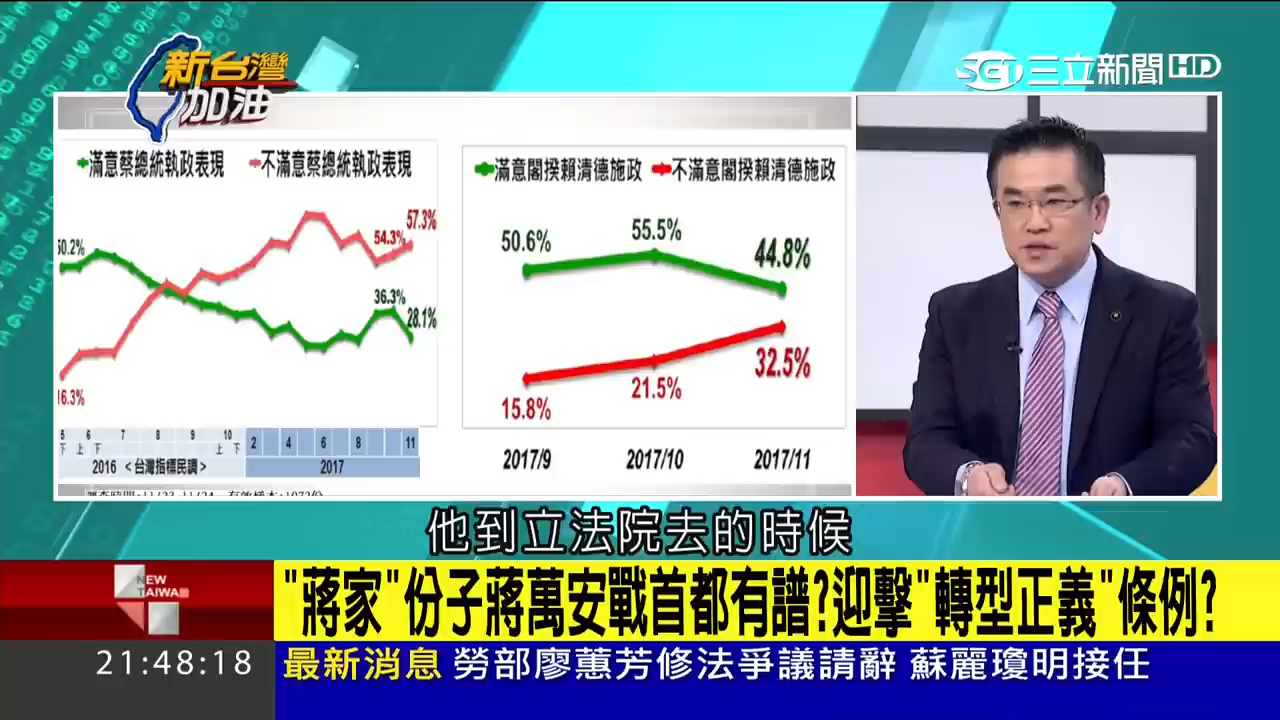 新台灣
加油
SET三立新聞HD
滿意蔡總統執政表現
不滿意蔡總統執政表現
50.2%
16.3%
57.3%
54.3%
36.3%
28.1%
5 6 7 8 9 10 2 4 6 8 11
下 上 下 上 下
2016 <台灣指標民調> 2017
滿意閣揆賴清德施政
不滿意閣揆賴清德施政
50.6%
55.5%
44.8%
15.8%
21.5%
32.5%
2017/9 2017/10 2017/11
他到立法院去的時候
NEW
TAIWAN
"蔣家"份子蔣萬安戰首都有譜?迎擊"轉型正義"條例?
21:48:18
最新消息 勞部廖蕙芳修法爭議請辭 蘇麗瓊明接任